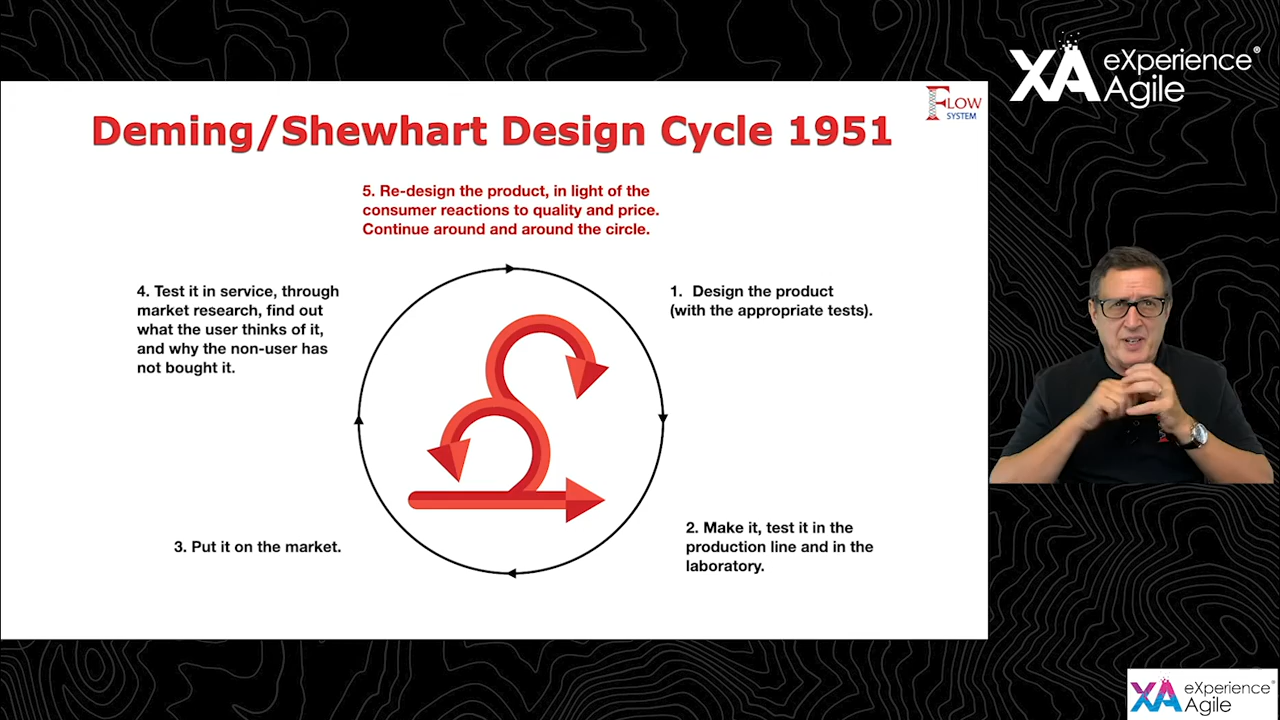 XA eXperience®
Agile
FLOW
SYSTEM
Deming/Shewhart Design Cycle 1951
5. Re-design the product, in light of the
consumer reactions to quality and price.
Continue around and around the circle.
4. Test it in service, through
market research, find out
what the user thinks of it,
and why the non-user has
not bought it.
1. Design the product
(with the appropriate tests).
3. Put it on the market.
2. Make it, test it in the
production line and in the
laboratory.
XA eXperience®
Agile